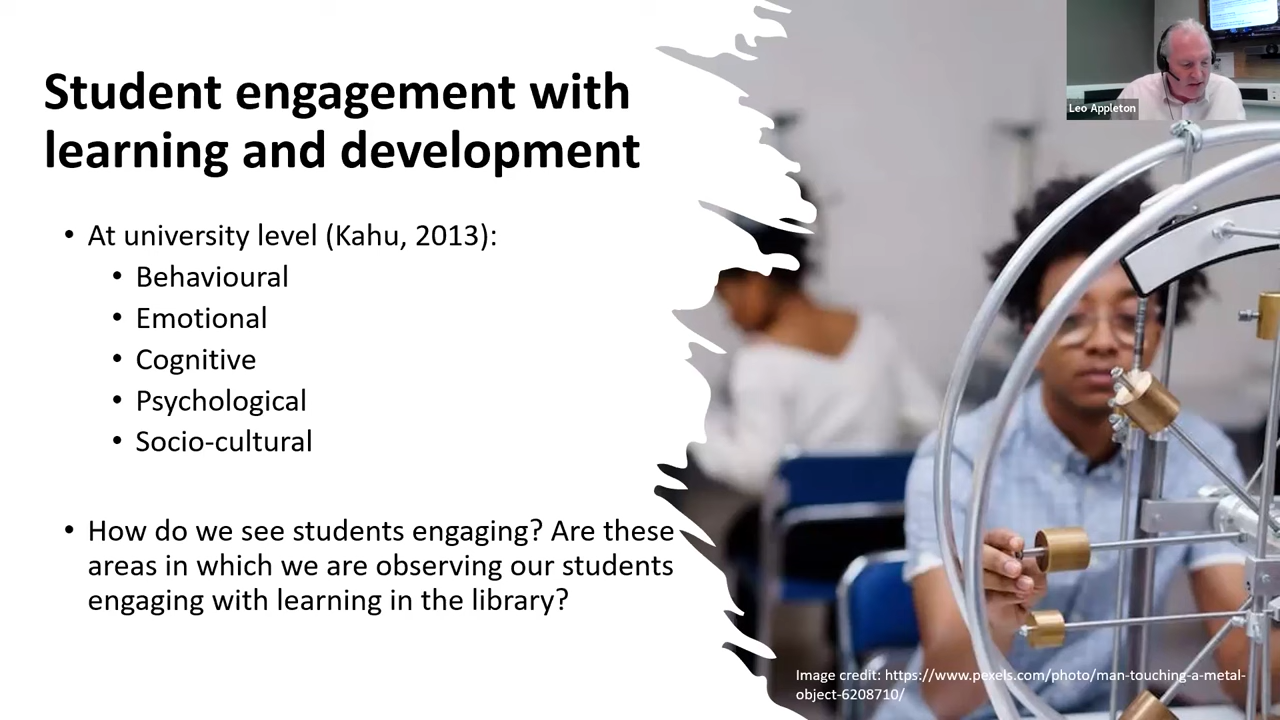 Student engagement with
learning and development
• At university level (Kahu, 2013):
• Behavioural
• Emotional
• Cognitive
• Psychological
• Socio-cultural
• How do we see students engaging? Are these
areas in which we are observing our students
engaging with learning in the library?
Leo Appleton
Image credit: https://www.pexels.com/photo/man-touching-a-metal-
object-6208710/